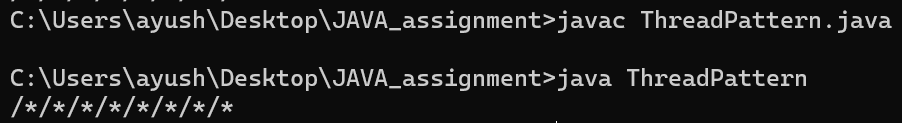 C:\Users\ayush\Desktop\JAVA_assignment>javac ThreadPattern.java
C:\Users\ayush\Desktop\JAVA_assignment>java ThreadPattern
/*/*/*/*/*/*/*/*